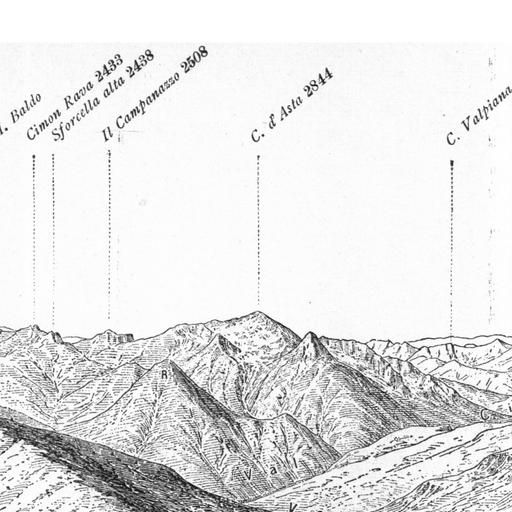 . Baldo
Cimon Rava 2433
Sforcella alta 2438
Il Campanazzo 2508
C. d'Asta 2844
C. Valpiana
R
C
Val
V